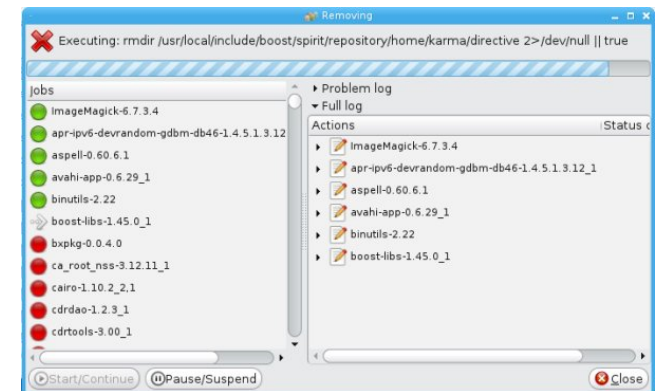 Removing
Executing: rmdir /usr/local/include/boost/spirit/repository/home/karma/directive 2>/dev/null || true
Jobs
ImageMagick-6.7.3.4
apr-ipv6-devrandom-gdbm-db46-1.4.5.1.3.12
aspell-0.60.6.1
avahi-app-0.6.29_1
binutils-2.22
boost-libs-1.45.0_1
bxpkg-0.0.4.0
ca_root_nss-3.12.11_1
cairo-1.10.2_2,1
cdrdao-1.2.3_1
cdrtools-3.00_1
Problem log
Full log
Actions
Status
ImageMagick-6.7.3.4
apr-ipv6-devrandom-gdbm-db46-1.4.5.1.3.12_1
aspell-0.60.6.1
avahi-app-0.6.29_1
binutils-2.22
boost-libs-1.45.0_1
Start/Continue
Pause/Suspend
Close